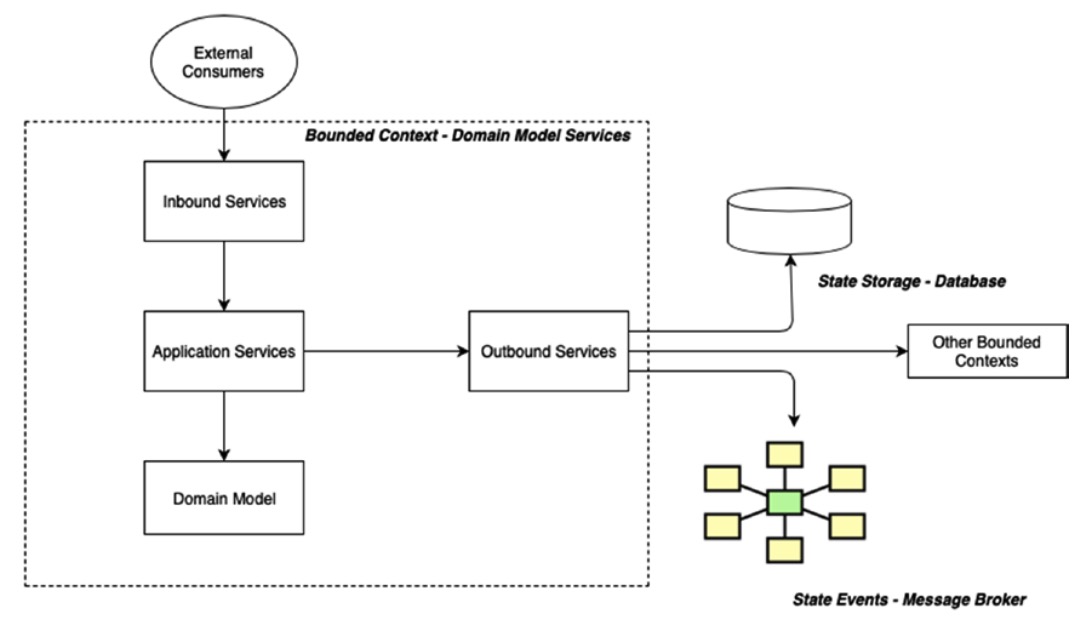 External
Consumers
Bounded Context - Domain Model Services
Inbound Services
State Storage - Database
Application Services
Outbound Services
Other Bounded
Contexts
Domain Model
State Events - Message Broker